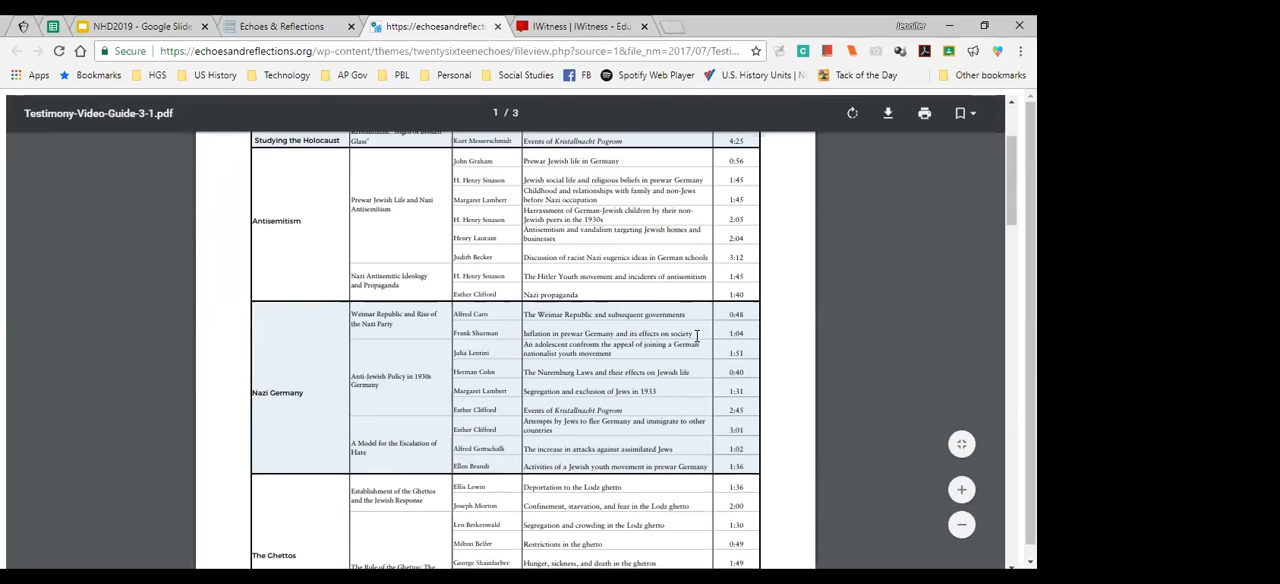 Jennifer
NHD2019 - Google Slide
Echoes & Reflections
https://echoesandreflecti
IWitness | IWitness - Edu
Secure
https://echoesandreflections.org/wp-content/themes/twentysixteenechoes/fileview.php?source=1&file_nm=2017/07/Testi...
Apps
Bookmarks
HGS
US History
Technology
AP Gov
PBL
Personal
Social Studies
FB
Spotify Web Player
U.S. History Units | N
Tack of the Day
Other bookmarks
Testimony-Video-Guide-3-1.pdf
1 / 3
Studying the Holocaust
Glass"
Kurt Messerschmidt
Events of Kristallnacht Pogrom
4:25
Antisemitism
Prewar Jewish Life and Nazi
Antisemitism
John Graham
Prewar Jewish life in Germany
0:56
H. Henry Sinason
Jewish social life and religious beliefs in prewar Germany
1:45
Margaret Lambert
Childhood and relationships with family and non-Jews
before Nazi occupation
1:45
H. Henry Sinason
Harrassment of German-Jewish children by their non-
Jewish peers in the 1930s
2:05
Henry Laurant
Antisemitism and vandalism targeting Jewish homes and
businesses
2:04
Judith Becker
Discussion of racist Nazi eugenics ideas in German schools
3:12
Nazi Antisemitic Ideology
and Propaganda
H. Henry Sinason
The Hitler Youth movement and incidents of antisemitism
1:45
Esther Clifford
Nazi propaganda
1:40
Nazi Germany
Weimar Republic and Rise of
the Nazi Party
Alfred Caro
The Weimar Republic and subsequent governments
0:48
Frank Shurman
Inflation in prewar Germany and its effects on society
1:04
Anti-Jewish Policy in 1930s
Germany
Julia Lentini
An adolescent confronts the appeal of joining a German
nationalist youth movement
1:51
Herman Cohn
The Nuremburg Laws and their effects on Jewish life
0:40
Margaret Lambert
Segregation and exclusion of Jews in 1933
1:31
Esther Clifford
Events of Kristallnacht Pogrom
2:45
A Model for the Escalation of
Hate
Esther Clifford
Attempts by Jews to flee Germany and immigrate to other
countries
3:01
Alfred Gottschalk
The increase in attacks against assimilated Jews
1:02
Ellen Brandt
Activities of a Jewish youth movement in prewar Germany
1:36
The Ghettos
Establishment of the Ghettos
and the Jewish Response
Ellis Lewin
Deportation to the Lodz ghetto
1:36
Joseph Morton
Confinement, starvation, and fear in the Lodz ghetto
2:00
The Role of the Ghettos: The
Leo Berkenwald
Segregation and crowding in the Lodz ghetto
1:30
Milton Belfer
Restrictions in the ghetto
0:49
George Shainfarber
Hunger, sickness, and death in the ghettos
1:49